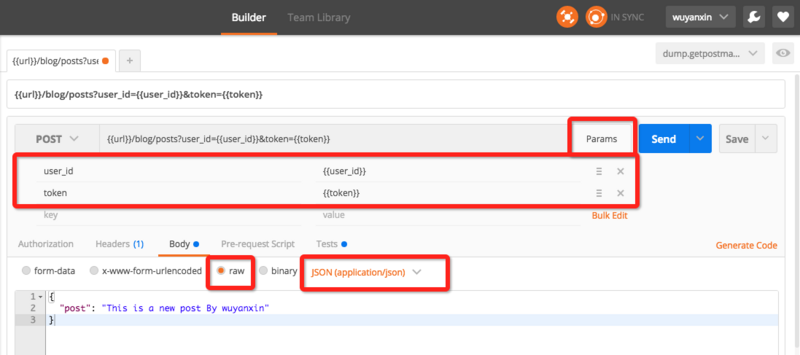 Builder Team Library IN SYNC wuyanxin
{{url}}/blog/posts?use + dump.getpostma...
{{url}}/blog/posts?user_id={{user_id}}&token={{token}}
POST {{url}}/blog/posts?user_id={{user_id}}&token={{token}} Params Send Save
user_id {{user_id}}
token {{token}}
key value Bulk Edit
Authorization Headers (1) Body Pre-request Script Tests Generate Code
form-data x-www-form-urlencoded raw binary JSON (application/json)
1 {
2 "post": "This is a new post By wuyanxin"
3 }